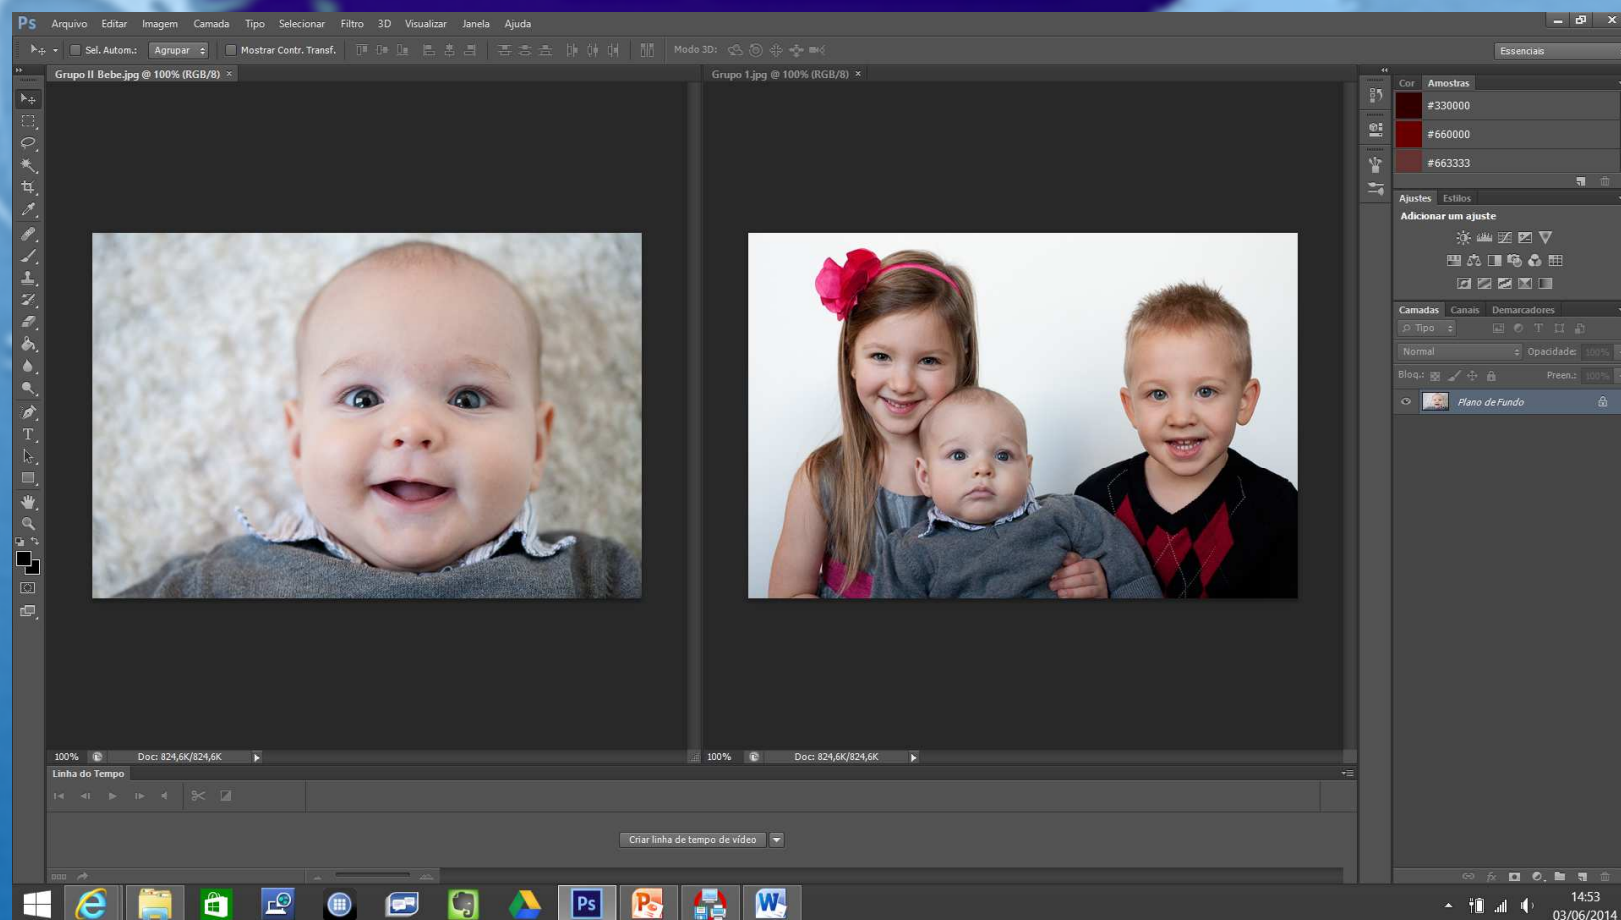 Ps Arquivo Editar Imagem Camada Tipo Selecionar Filtro 3D Visualizar Janela Ajuda
Sel. Autom.: Agrupar Mostrar Contr. Transf. Modo 3D: Essenciais
Grupo II Bebe.jpg @ 100% (RGB/8) × Grupo 1.jpg @ 100% (RGB/8) ×
Cor Amostras
#330000
#660000
#663333
Ajustes Estilos
Adicionar um ajuste
Camadas Canais Demarcadores
Tipo
Normal Opacidade: 100%
Bloq.: Preen.: 100%
Plano de Fundo
100% Doc: 824,6K/824,6K 100% Doc: 824,6K/824,6K
Linha do Tempo
Criar linha de tempo de vídeo
Ps
14:53
03/06/2014